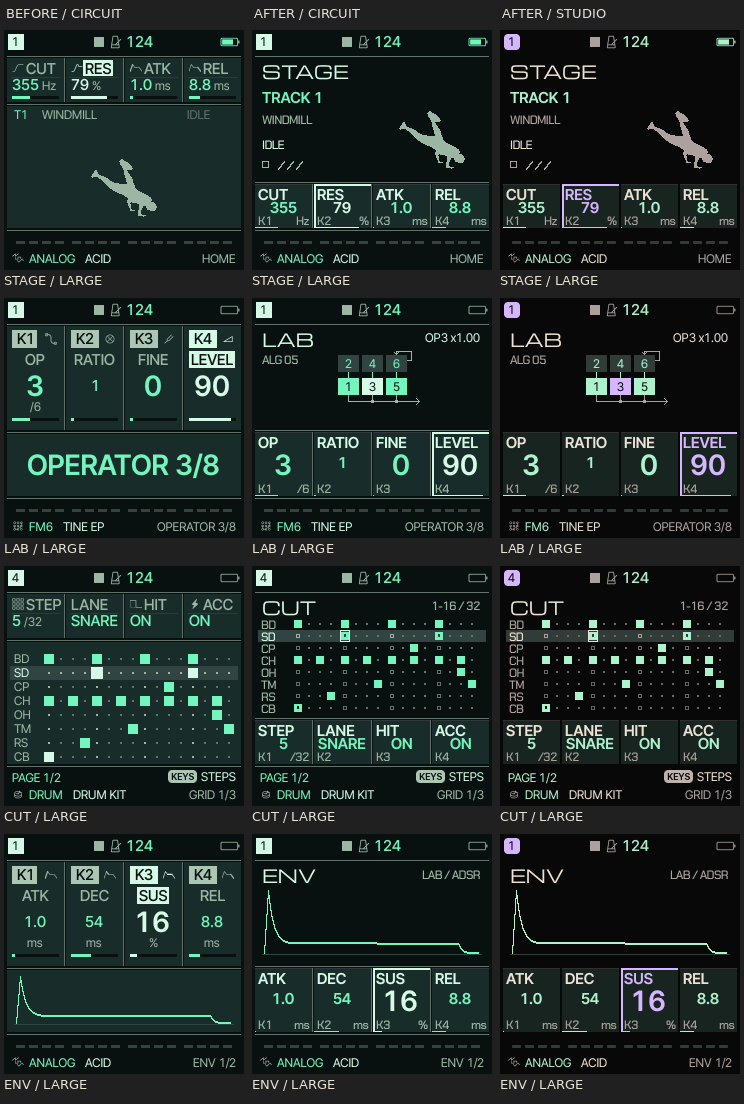 BEFORE / CIRCUIT
AFTER / CIRCUIT
AFTER / STUDIO
1 124
CUT RES ATK REL
355 Hz 79 % 1.0 ms 8.8 ms
T1 WINDMILL IDLE
ANALOG ACID HOME
STAGE / LARGE
1 124
STAGE
TRACK 1
WINDMILL
IDLE
CUT RES ATK REL
355 79 1.0 8.8
K1 Hz K2 % K3 ms K4 ms
ANALOG ACID HOME
STAGE / LARGE
1 124
STAGE
TRACK 1
WINDMILL
IDLE
CUT RES ATK REL
355 79 1.0 8.8
K1 Hz K2 % K3 ms K4 ms
ANALOG ACID HOME
STAGE / LARGE
1 124
K1 K2 K3 K4
OP RATIO FINE LEVEL
3 1 0 90
/6
OPERATOR 3/8
FM6 TINE EP OPERATOR 3/8
LAB / LARGE
1 124
LAB OP3 x1.00
ALG 05
2 4 6
1 3 5
OP RATIO FINE LEVEL
3 1 0 90
K1 /6 K2 K3 K4
FM6 TINE EP OPERATOR 3/8
LAB / LARGE
1 124
LAB OP3 x1.00
ALG 05
2 4 6
1 3 5
OP RATIO FINE LEVEL
3 1 0 90
K1 /6 K2 K3 K4
FM6 TINE EP OPERATOR 3/8
LAB / LARGE
4 124
STEP LANE HIT ACC
5 /32 SNARE ON ON
BD
SD
CP
CH
OH
TM
RS
CB
PAGE 1/2 KEYS STEPS
DRUM DRUM KIT GRID 1/3
CUT / LARGE
4 124
CUT 1-16 / 32
BD
SD
CP
CH
OH
TM
RS
CB
STEP LANE HIT ACC
5 SNARE ON ON
K1 /32 K2 K3 K4
PAGE 1/2 KEYS STEPS
DRUM DRUM KIT GRID 1/3
CUT / LARGE
4 124
CUT 1-16 / 32
BD
SD
CP
CH
OH
TM
RS
CB
STEP LANE HIT ACC
5 SNARE ON ON
K1 /32 K2 K3 K4
PAGE 1/2 KEYS STEPS
DRUM DRUM KIT GRID 1/3
CUT / LARGE
1 124
K1 K2 K3 K4
ATK DEC SUS REL
1.0 54 16 8.8
ms ms % ms
ANALOG ACID ENV 1/2
ENV / LARGE
1 124
ENV LAB / ADSR
ATK DEC SUS REL
1.0 54 16 8.8
K1 ms K2 ms K3 % K4 ms
ANALOG ACID ENV 1/2
ENV / LARGE
1 124
ENV LAB / ADSR
ATK DEC SUS REL
1.0 54 16 8.8
K1 ms K2 ms K3 % K4 ms
ANALOG ACID ENV 1/2
ENV / LARGE